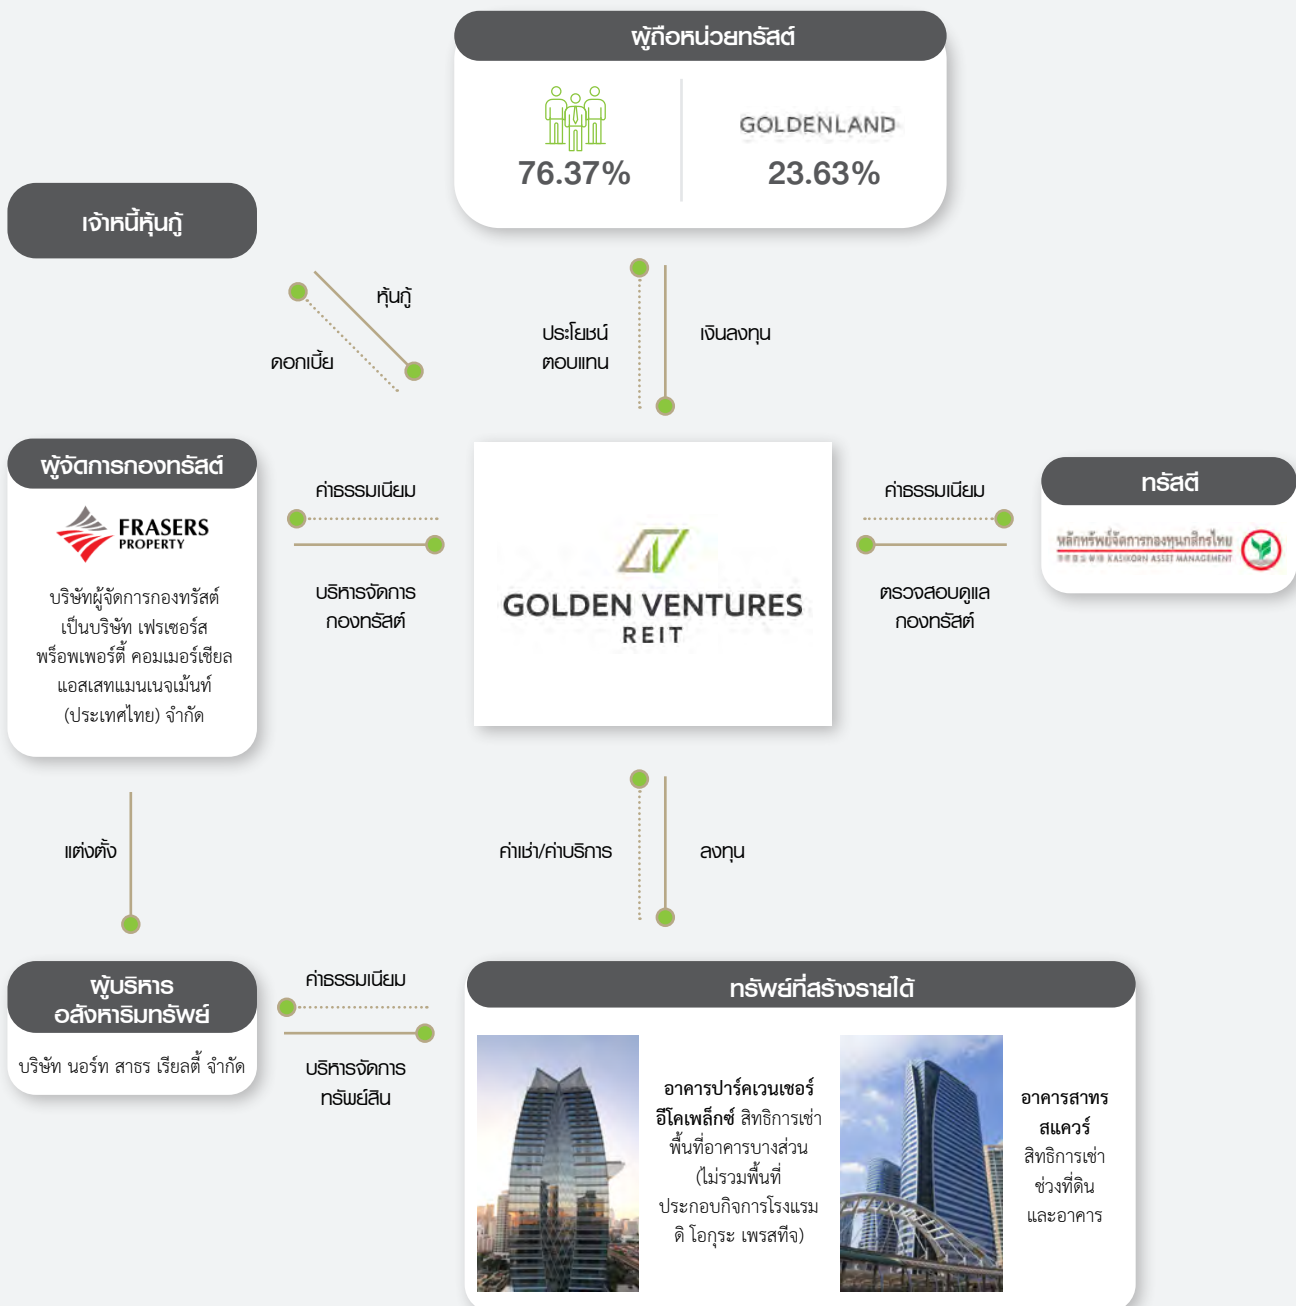 ผู้ถือหน่วยทรัสต์
GOLDENLAND
76.37%
23.63%
เจ้าหนี้หุ้นกู้
หุ้นกู้
ดอกเบี้ย
ประโยชน์
ตอบแทน
เงินลงทุน
ผู้จัดการกองทรัสต์
FRASERS
PROPERTY
บริษัทผู้จัดการกองทรัสต์
เป็นบริษัท เฟรเซอร์ส
พร็อพเพอร์ตี้ คอมเมอร์เชียล
แอสเสทแมนเนจเม้นท์
(ประเทศไทย) จำกัด
ค่าธรรมเนียม
บริหารจัดการ
กองทรัสต์
GOLDEN VENTURES
REIT
ค่าธรรมเนียม
ตรวจสอบดูแล
กองทรัสต์
ทรัสตี
หลักทรัพย์จัดการกองทุนกสิกรไทย
KASIKORN ASSET MANAGEMENT
แต่งตั้ง
ค่าเช่า/ค่าบริการ
ลงทุน
ผู้บริหาร
อสังหาริมทรัพย์
บริษัท นอร์ท สาธร เรียลตี้ จำกัด
ค่าธรรมเนียม
บริหารจัดการ
ทรัพย์สิน
ทรัพย์ที่สร้างรายได้
อาคารปาร์คเวนเชอร์
อีโคเพล็กซ์ สิทธิการเช่า
พื้นที่อาคารบางส่วน
(ไม่รวมพื้นที่
ประกอบกิจการโรงแรม
ดิ โอกุระ เพรสทีจ)
อาคารสาทร
สแควร์
สิทธิการเช่า
ช่วงที่ดิน
และอาคาร